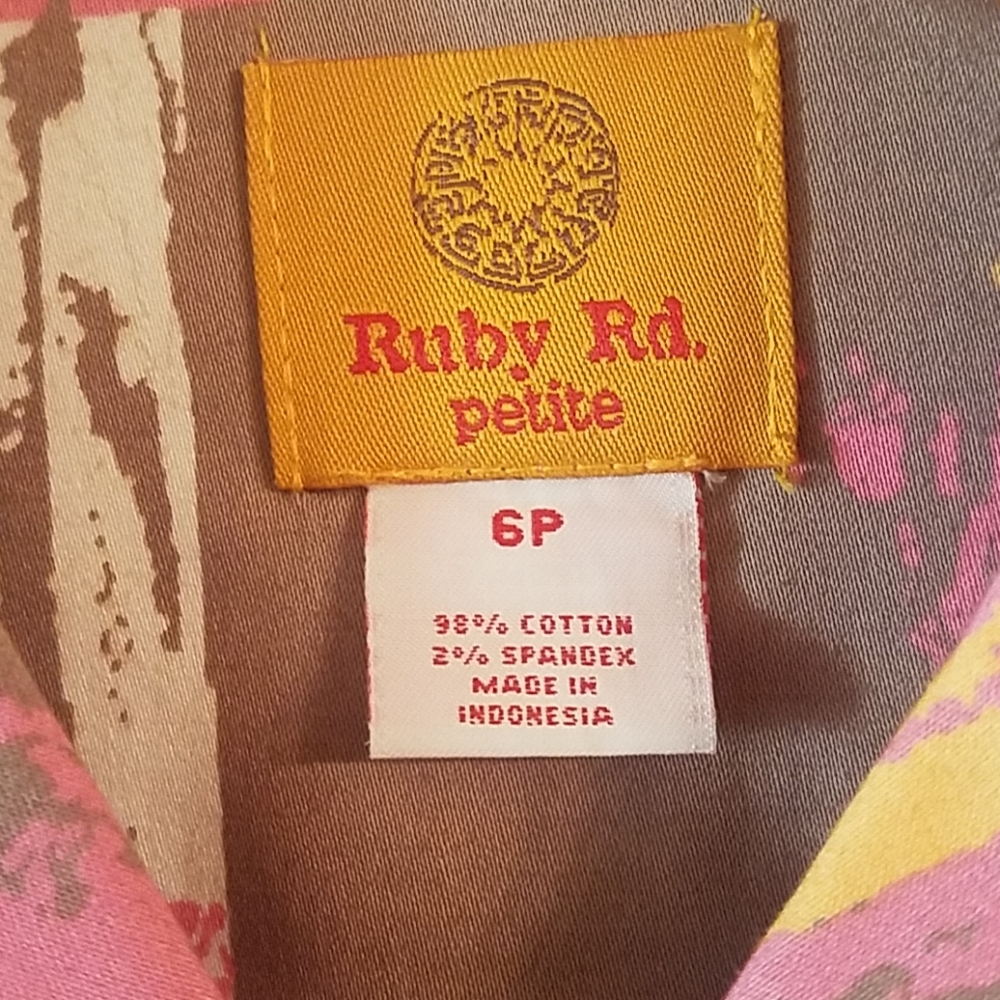 Ruby Rd.
petite
6P
98% COTTON
2% SPANDEX
MADE IN
INDONESIA